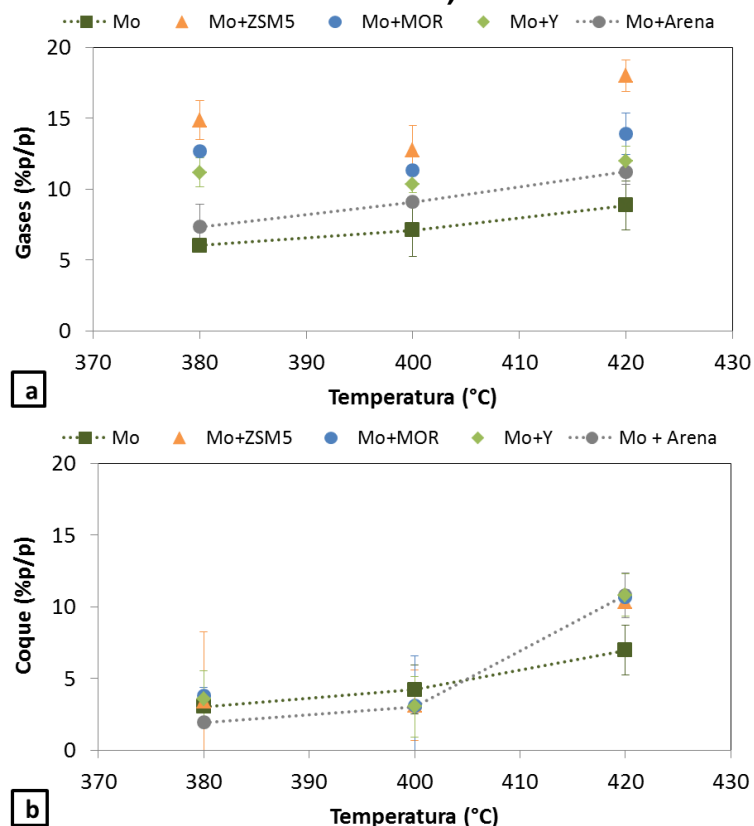 Mo Mo+ZSM5 Mo+MOR Mo+Y Mo+Arena
20
15
10
5
0
Gases (%p/p)
370 380 390 400 410 420 430
Temperatura (°C)
a
Mo Mo+ZSM5 Mo+MOR Mo+Y Mo + Arena
20
15
10
5
0
Coque (%p/p)
370 380 390 400 410 420 430
Temperatura (°C)
b